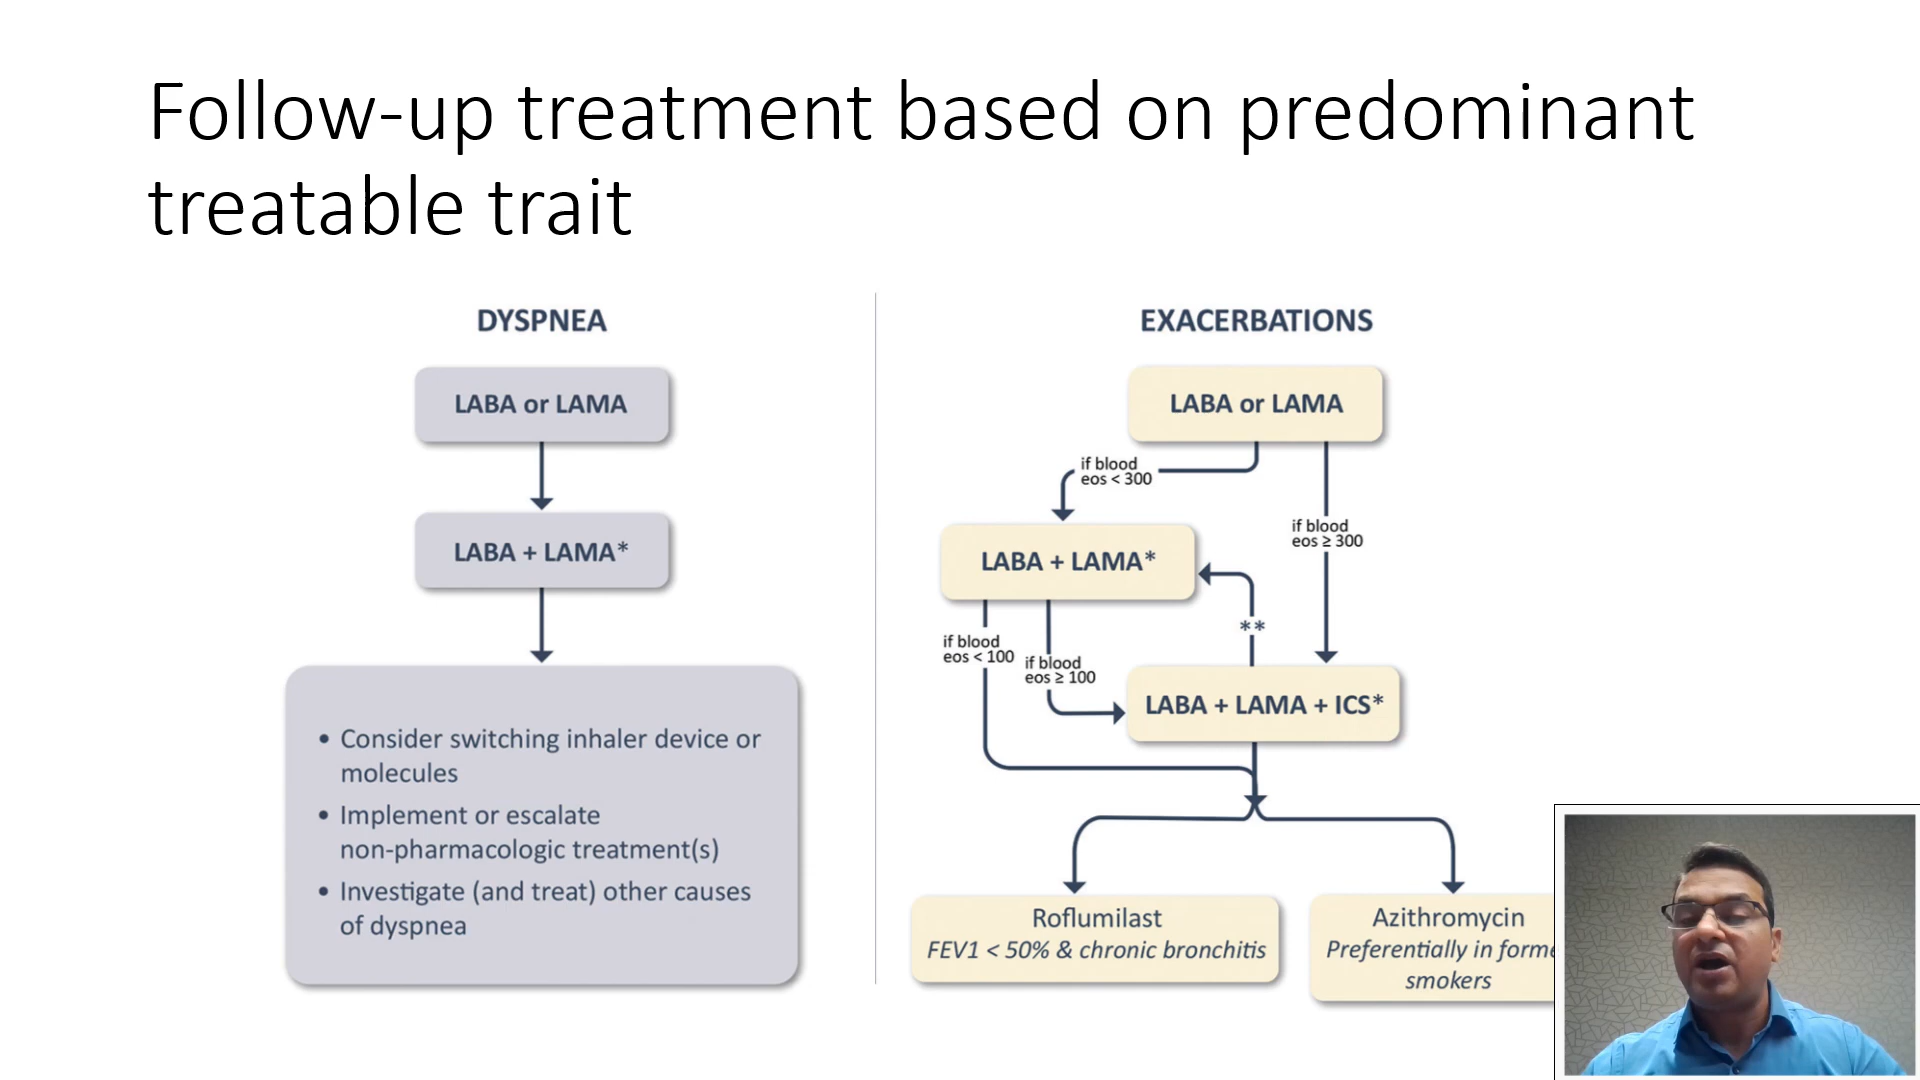 Follow-up treatment based on predominant
treatable trait
DYSPNEA
LABA or LAMA
LABA + LAMA*
• Consider switching inhaler device or
molecules
• Implement or escalate
non-pharmacologic treatment(s)
• Investigate (and treat) other causes
of dyspnea
EXACERBATIONS
LABA or LAMA
if blood
eos < 300
if blood
eos ≥ 300
LABA + LAMA*
**
if blood
eos < 100
if blood
eos ≥ 100
LABA + LAMA + ICS*
Roflumilast
FEV1 < 50% & chronic bronchitis
Azithromycin
Preferentially in
smokers